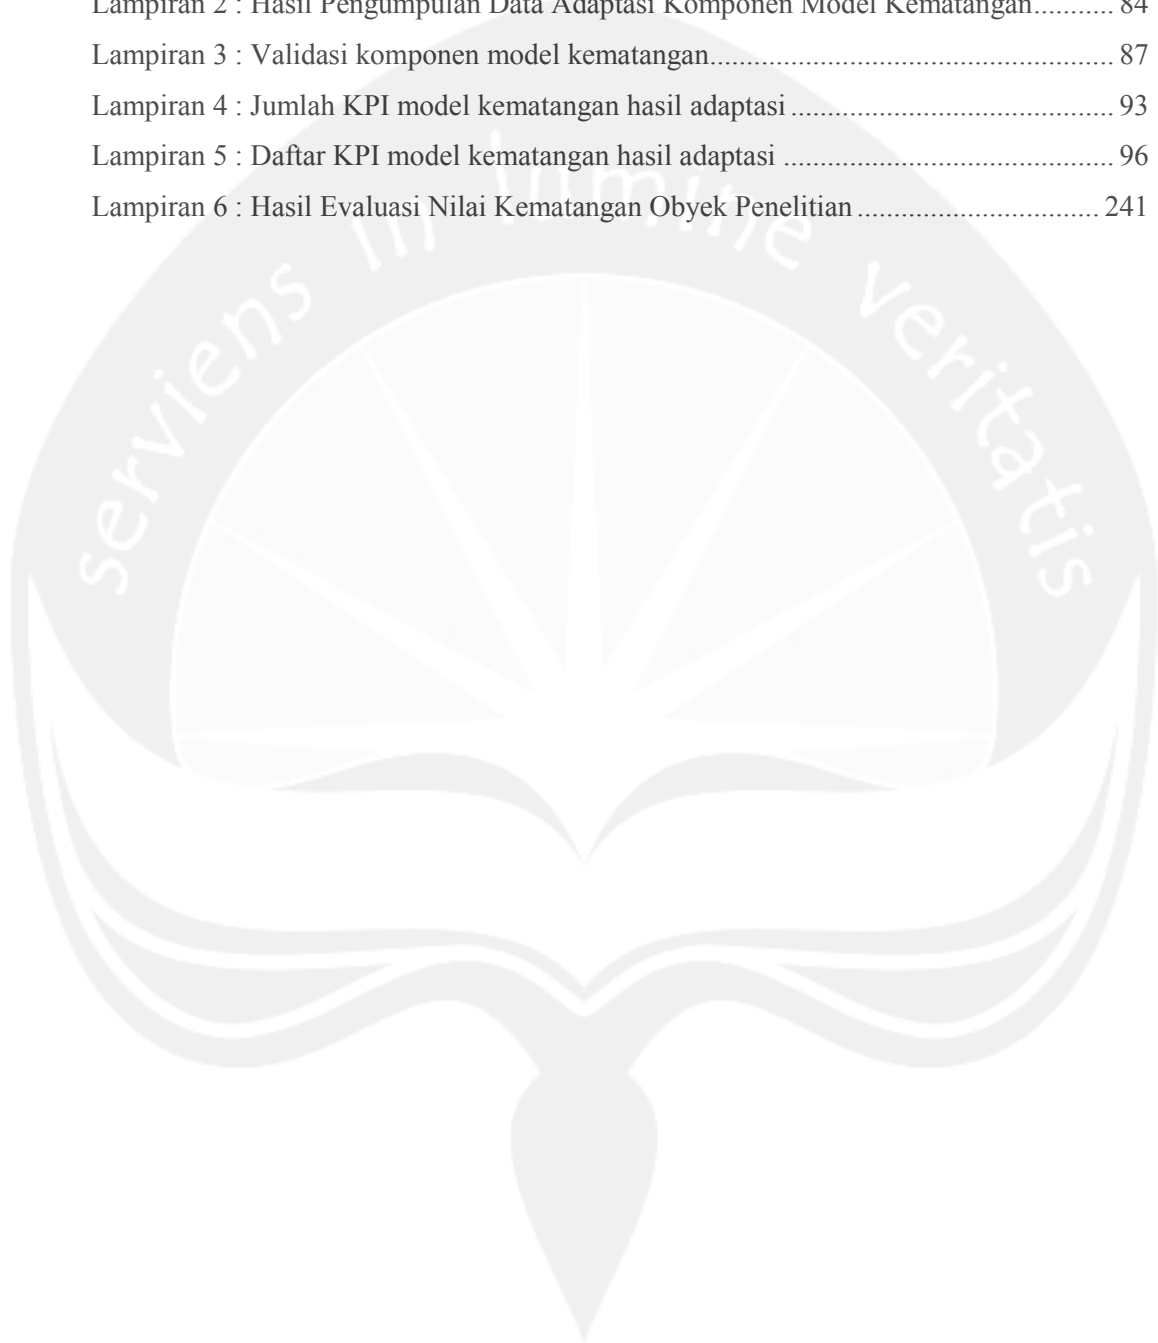 Lampiran 2 : Hasil Pengumpulan Data Adaptasi Komponen Model Kematangan........... 84
Lampiran 3 : Validasi komponen model kematangan....................................................... 87
Lampiran 4 : Jumlah KPI model kematangan hasil adaptasi ............................................ 93
Lampiran 5 : Daftar KPI model kematangan hasil adaptasi ............................................. 96
Lampiran 6 : Hasil Evaluasi Nilai Kematangan Obyek Penelitian ................................. 241
serviens in lumine veritatis